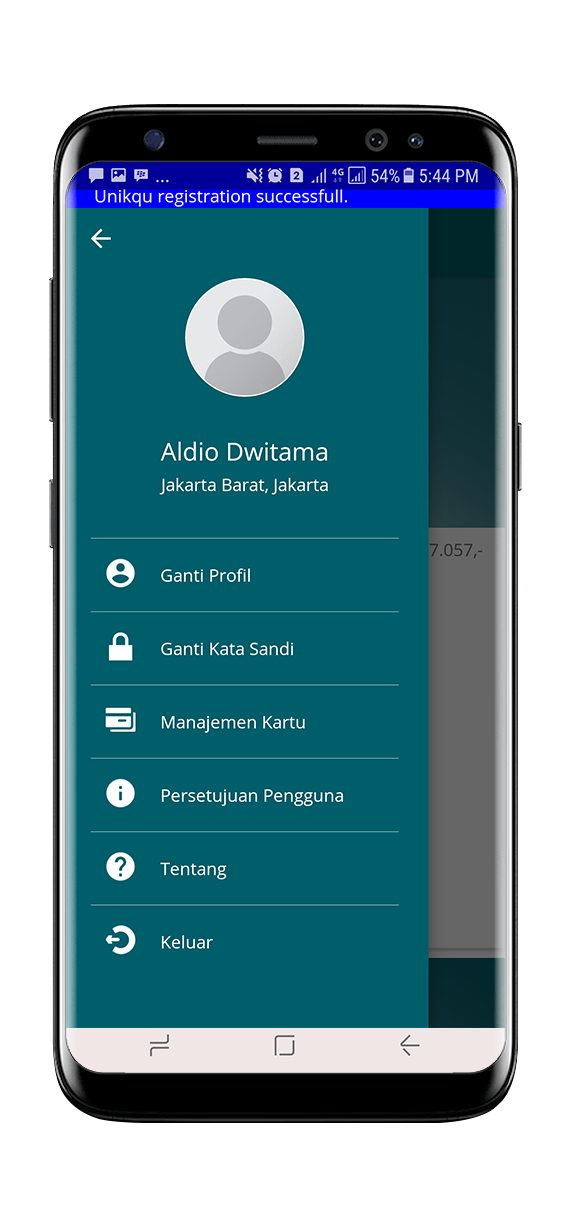 ... 2 4G 54% 5:44 PM
Unikqu registration successfull.
Aldio Dwitama
Jakarta Barat, Jakarta
7.057,-
Ganti Profil
Ganti Kata Sandi
Manajemen Kartu
Persetujuan Pengguna
Tentang
Keluar